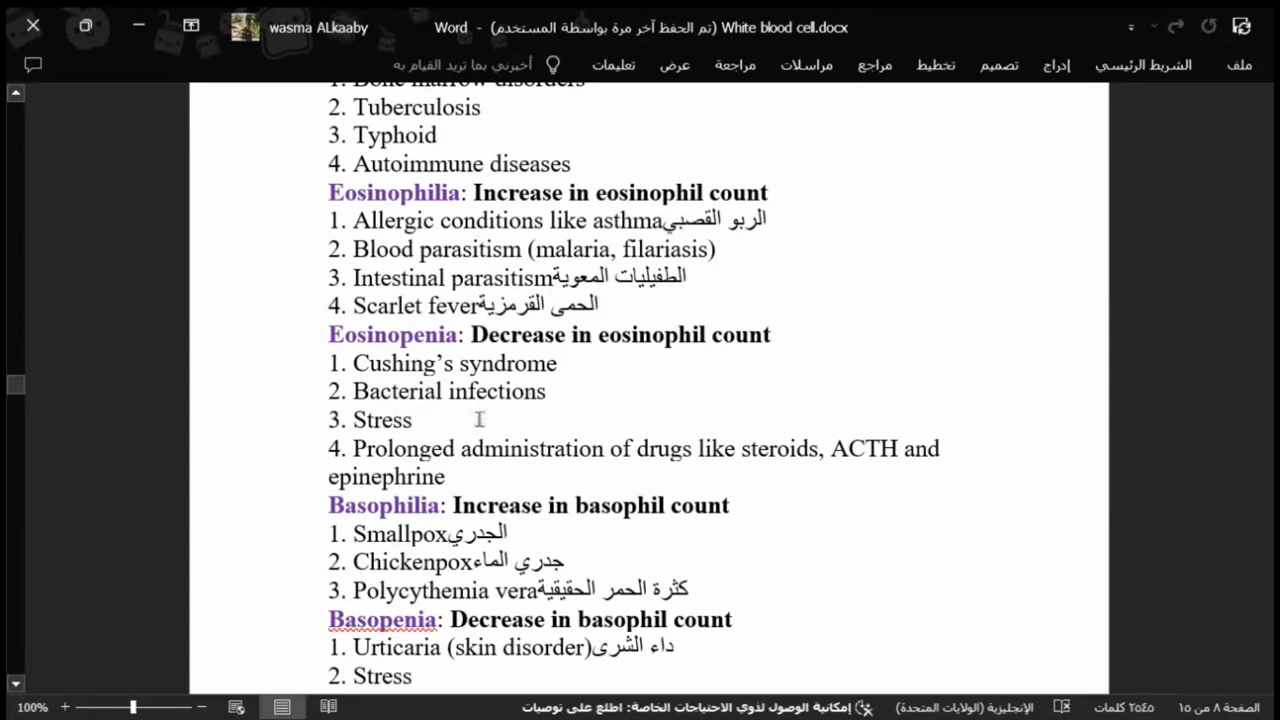 wasma ALkaaby
White blood cell.docx (تم الحفظ آخر مرة بواسطة المستخدم) - Word
ملف
الشريط الرئيسي
إدراج
تصميم
تخطيط
مراجع
مراسلات
مراجعة
عرض
تعليمات
أخبرني بما تريد القيام به
1. Bone marrow disorders
2. Tuberculosis
3. Typhoid
4. Autoimmune diseases
Eosinophilia: Increase in eosinophil count
1. Allergic conditions like asthmaالربو القصبي
2. Blood parasitism (malaria, filariasis)
3. Intestinal parasitismالطفيليات المعوية
4. Scarlet feverالحمى القرمزية
Eosinopenia: Decrease in eosinophil count
1. Cushing’s syndrome
2. Bacterial infections
3. Stress
4. Prolonged administration of drugs like steroids, ACTH and
epinephrine
Basophilia: Increase in basophil count
1. Smallpoxالجدري
2. Chickenpoxجدري الماء
3. Polycythemia veraكثرة الحمر الحقيقية
Basopenia: Decrease in basophil count
1. Urticaria (skin disorder)داء الشرى
2. Stress
الصفحة ٨ من ١٥
٢٥٤٥ كلمات
الإنجليزية (الولايات المتحدة)
إمكانية الوصول لذوي الاحتياجات الخاصة: اطلع على توصيات
100%